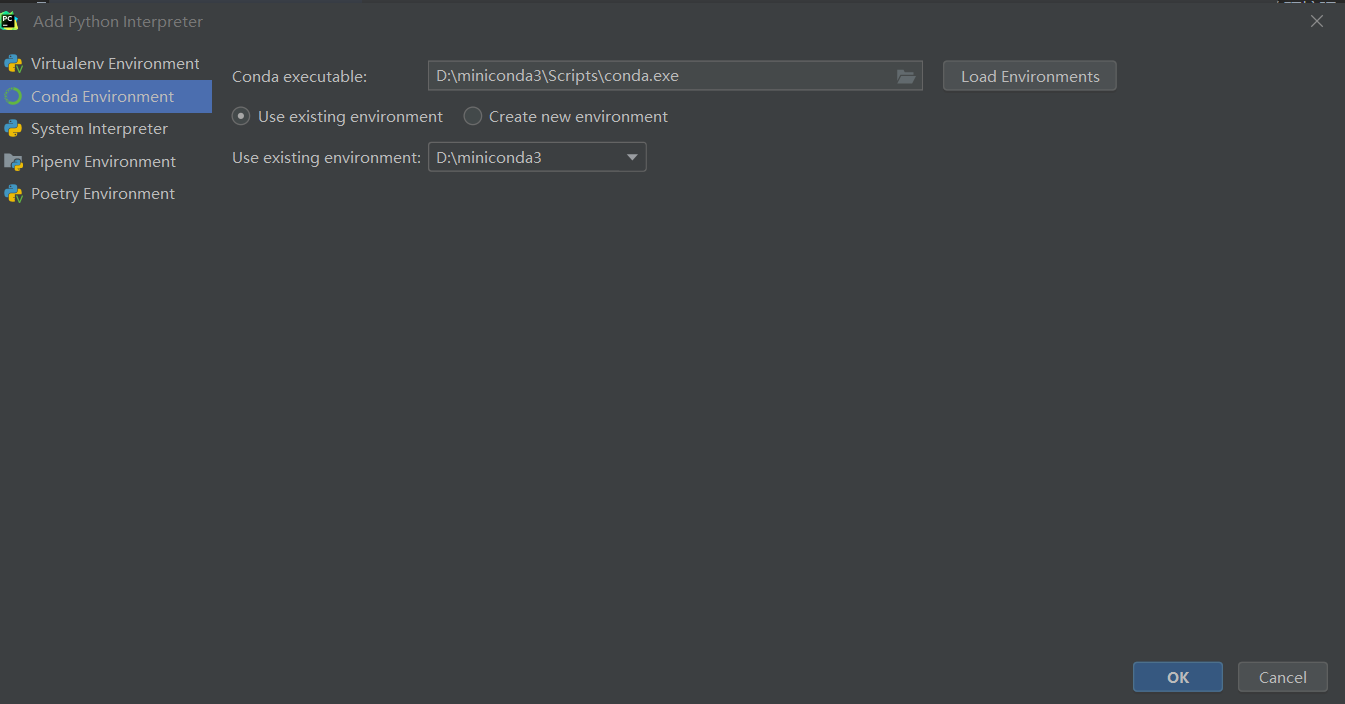 Add Python Interpreter
Virtualenv Environment
Conda Environment
System Interpreter
Pipenv Environment
Poetry Environment
Conda executable: D:\miniconda3\Scripts\conda.exe Load Environments
Use existing environment Create new environment
Use existing environment: D:\miniconda3
OK Cancel